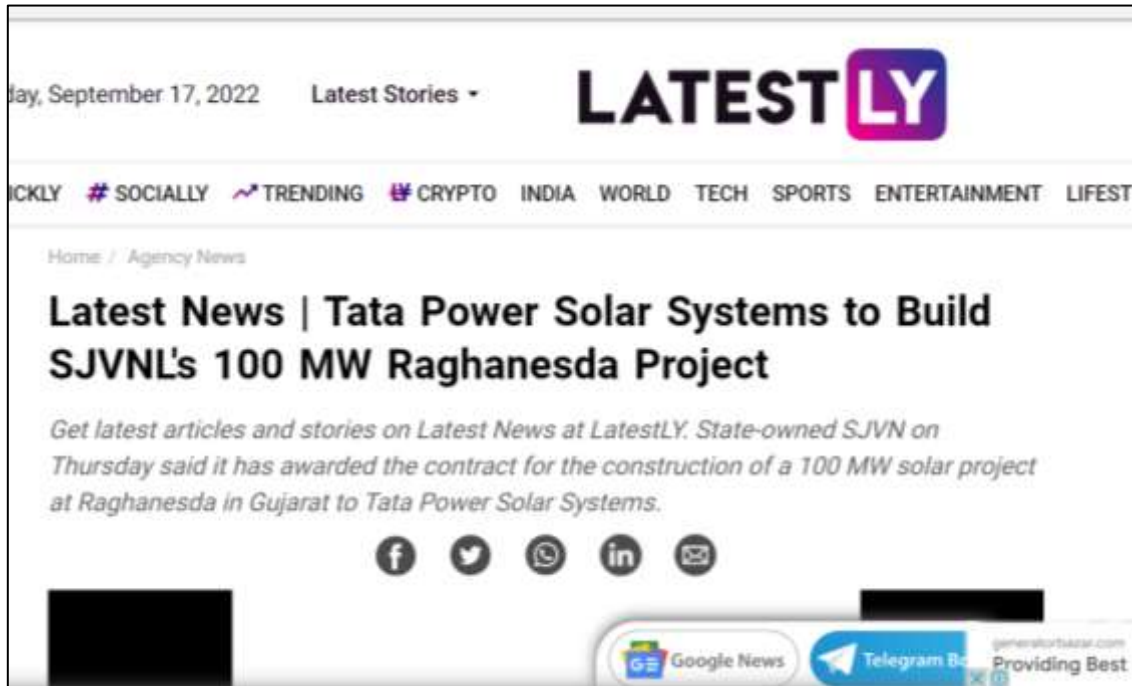 day, September 17, 2022 Latest Stories
LATESTLY
ICKLY # SOCIALLY TRENDING CRYPTO INDIA WORLD TECH SPORTS ENTERTAINMENT LIFEST
Home / Agency News
Latest News | Tata Power Solar Systems to Build
SJVNL's 100 MW Raghanesda Project
Get latest articles and stories on Latest News at LatestLY. State-owned SJVN on
Thursday said it has awarded the contract for the construction of a 100 MW solar project
at Raghanesda in Gujarat to Tata Power Solar Systems.
GE Google News Telegram B generatorbazar.com
Providing Best